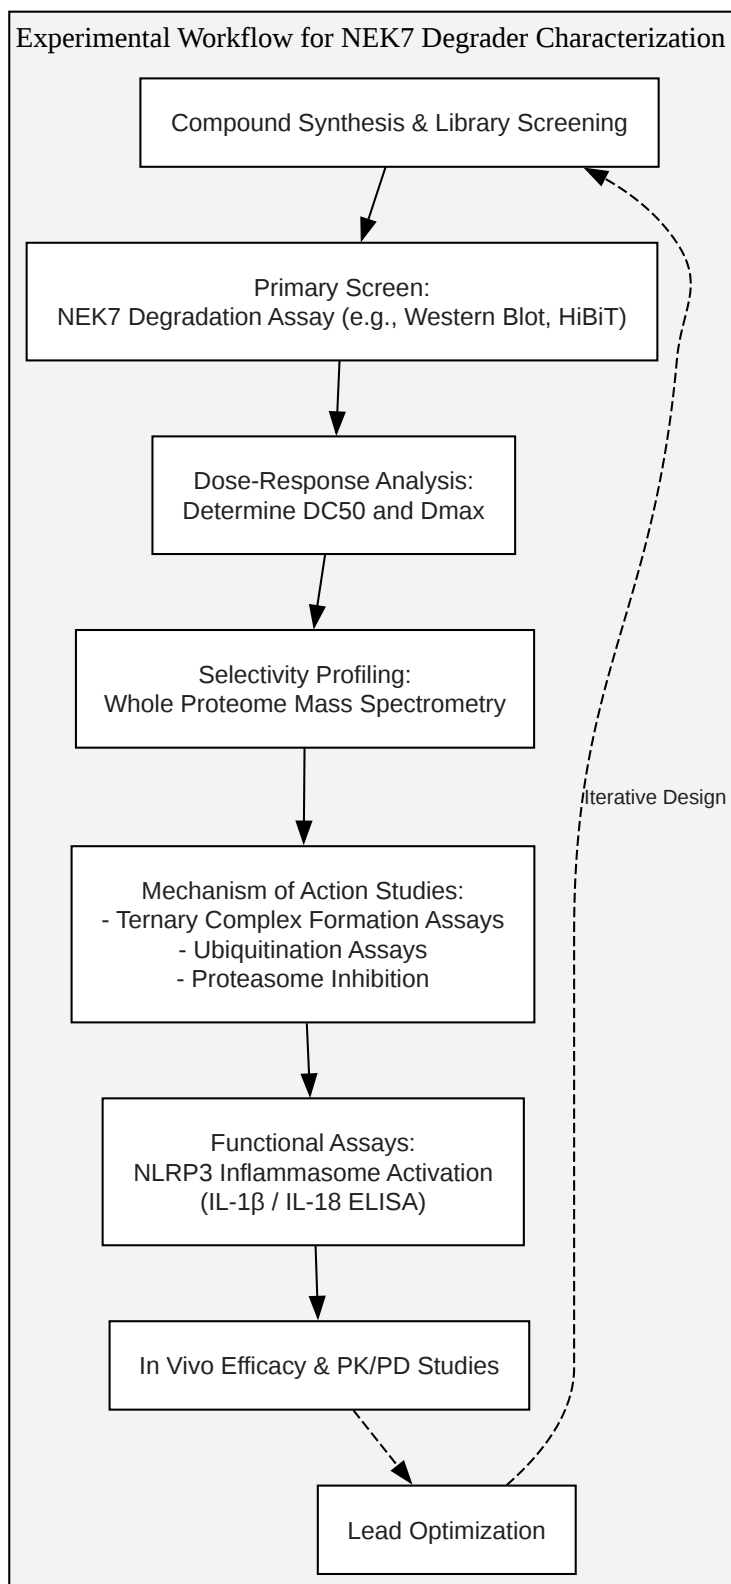 Experimental Workflow for NEK7 Degrader Characterization
Compound Synthesis & Library Screening
Primary Screen:
NEK7 Degradation Assay (e.g., Western Blot, HiBiT)
Dose-Response Analysis:
Determine DC50 and Dmax
Selectivity Profiling:
Whole Proteome Mass Spectrometry
Iterative Design
Mechanism of Action Studies:
- Ternary Complex Formation Assays
- Ubiquitination Assays
- Proteasome Inhibition
Functional Assays:
NLRP3 Inflammasome Activation
(IL-1β / IL-18 ELISA)
In Vivo Efficacy & PK/PD Studies
Lead Optimization